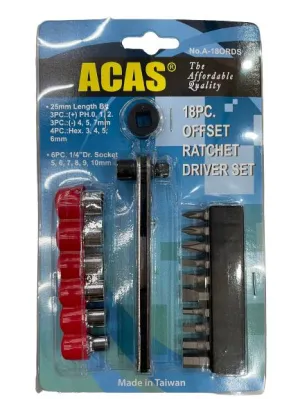 No.A-18ORDS
ACAS®
The
Affordable
Quality
• 25mm Length Bit
3PC.:(+) PH.0, 1, 2.
3PC.:(-) 4, 5, 7mm
4PC.:Hex. 3, 4, 5,
6mm
• 6PC. 1/4"Dr. Socket
5, 6, 7, 8, 9, 10mm
18PC.
OFFSET
RATCHET
DRIVER SET
Made in Taiwan